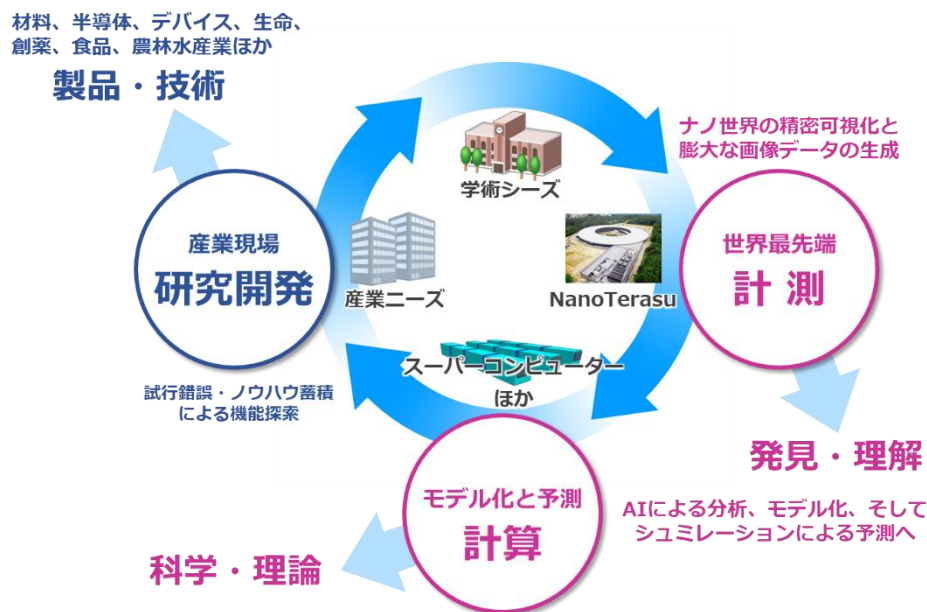 材料、半導体、デバイス、生命、
創薬、食品、農林水産業ほか
製品・技術
ナノ世界の精密可視化と
膨大な画像データの生成
学術シーズ
産業現場
研究開発
産業ニーズ
NanoTerasu
世界最先端
計 測
スーパーコンピューター
ほか
試行錯誤・ノウハウ蓄積
による機能探索
発見・理解
モデル化と予測
計算
AIによる分析、モデル化、そして
シュミレーションによる予測へ
科学・理論